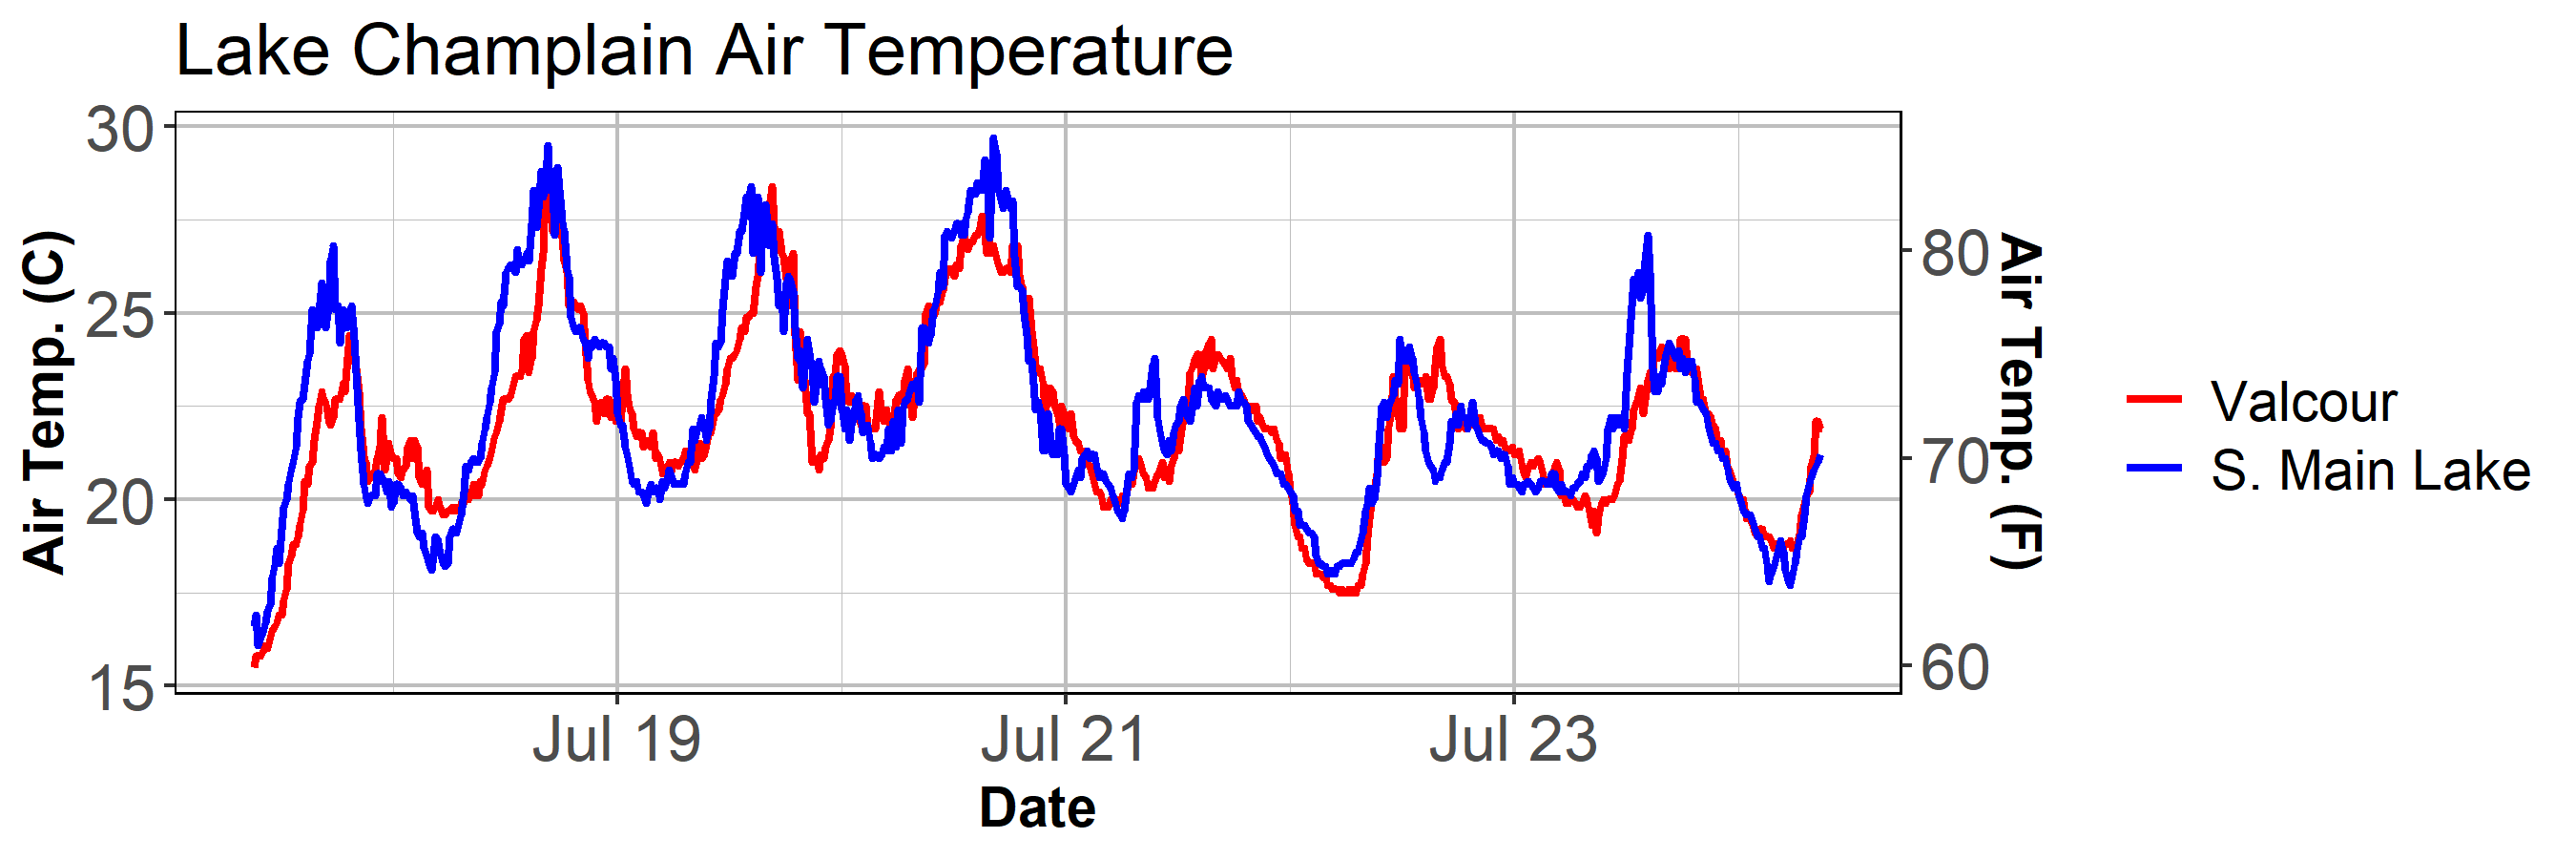 Lake Champlain Air Temperature
30
25
20
15
Air Temp. (C)
80
70
60
Air Temp. (F)
Jul 19
Jul 21
Jul 23
Date
Valcour
S. Main Lake